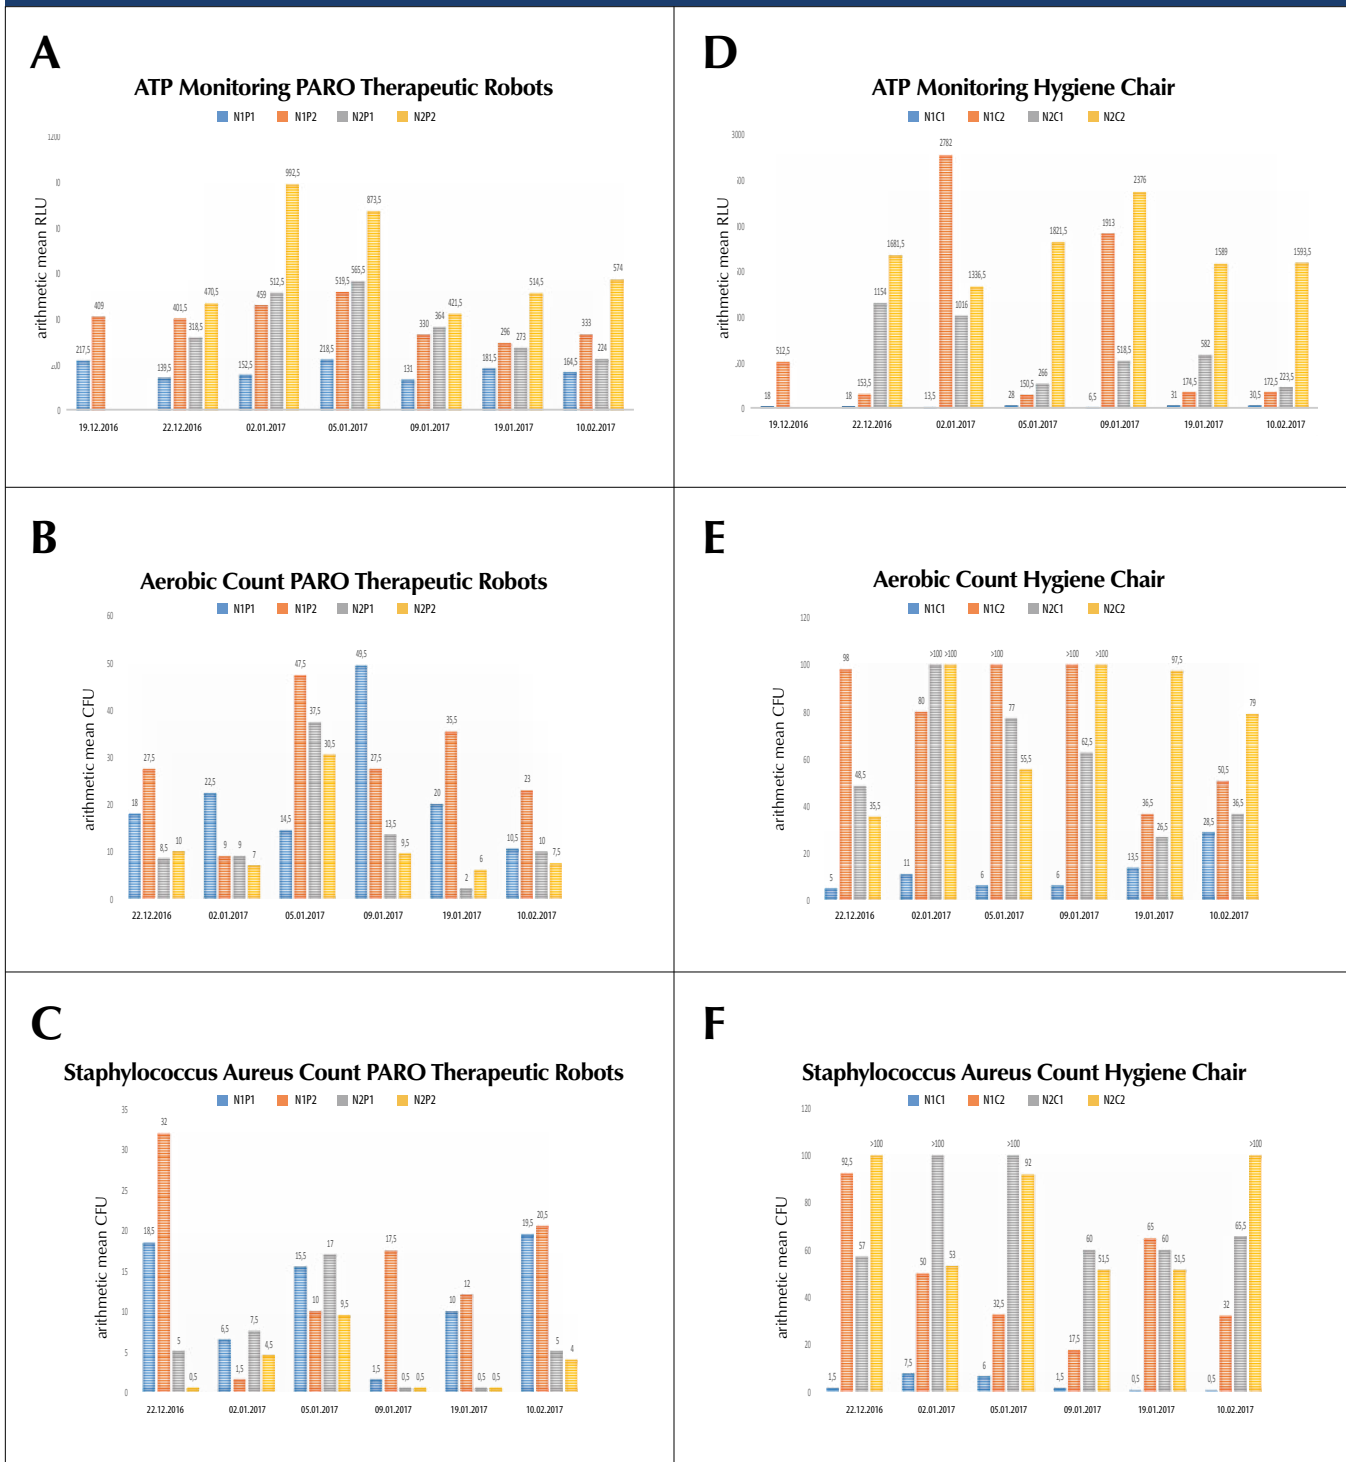 A
ATP Monitoring PARO Therapeutic Robots
N1P1 N1P2 N2P1 N2P2
arithmetic mean RLU
1200
0
217,5 409
139,5 401,5 318,5 470,5
152,5 459 512,5 992,5
218,5 519,5 565,5 873,5
131 330 364 421,5
181,5 296 273 514,5
164,5 333 224 574
19.12.2016 22.12.2016 02.01.2017 05.01.2017 09.01.2017 19.01.2017 10.02.2017
D
ATP Monitoring Hygiene Chair
N1C1 N1C2 N2C1 N2C2
arithmetic mean RLU
3000
0
18 512,5
18 153,5 1154 1681,5
13,5 2782 1016 1336,5
28 150,5 266 1821,5
6,5 1913 518,5 2376
31 174,5 582 1589
30,5 172,5 223,5 1593,5
19.12.2016 22.12.2016 02.01.2017 05.01.2017 09.01.2017 19.01.2017 10.02.2017
B
Aerobic Count PARO Therapeutic Robots
N1P1 N1P2 N2P1 N2P2
arithmetic mean CFU
60
50
40
30
20
10
0
18 27,5 8,5 10
22,5 9 9 7
14,5 47,5 37,5 30,5
49,5 27,5 13,5 9,5
20 35,5 2 6
10,5 23 10 7,5
22.12.2016 02.01.2017 05.01.2017 09.01.2017 19.01.2017 10.02.2017
E
Aerobic Count Hygiene Chair
N1C1 N1C2 N2C1 N2C2
arithmetic mean CFU
120
100
80
60
40
20
0
5 98 48,5 35,5
11 80 >100 >100
6 >100 77 55,5
6 >100 62,5 >100
13,5 36,5 26,5 97,5
28,5 50,5 36,5 79
22.12.2016 02.01.2017 05.01.2017 09.01.2017 19.01.2017 10.02.2017
C
Staphylococcus Aureus Count PARO Therapeutic Robots
N1P1 N1P2 N2P1 N2P2
arithmetic mean CFU
35
30
25
20
15
10
5
0
18,5 32 5 0,5
6,5 1,5 7,5 4,5
15,5 10 17 9,5
1,5 17,5 0,5 0,5
10 12 0,5 0,5
19,5 20,5 5 4
22.12.2016 02.01.2017 05.01.2017 09.01.2017 19.01.2017 10.02.2017
F
Staphylococcus Aureus Count Hygiene Chair
N1C1 N1C2 N2C1 N2C2
arithmetic mean CFU
120
100
80
60
40
20
0
1,5 92,5 57 >100
7,5 50 >100 53
6 32,5 >100 92
1,5 17,5 60 51,5
0,5 65 60 51,5
0,5 32 65,5 >100
22.12.2016 02.01.2017 05.01.2017 09.01.2017 19.01.2017 10.02.2017